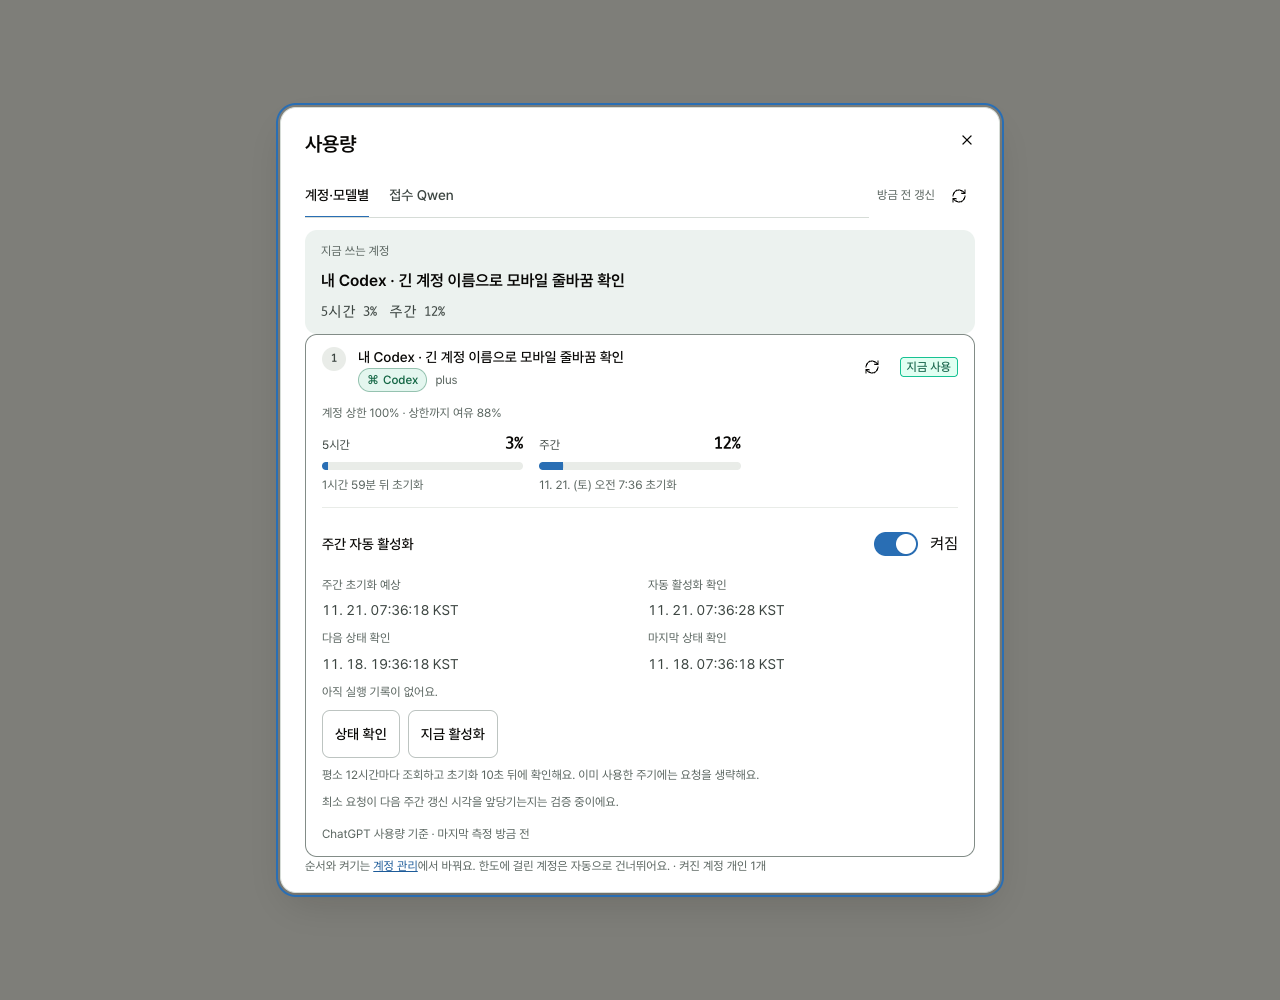 사용량
계정·모델별 접수 Qwen 방금 전 갱신
지금 쓰는 계정
내 Codex · 긴 계정 이름으로 모바일 줄바꿈 확인
5시간 3% 주간 12%
1 내 Codex · 긴 계정 이름으로 모바일 줄바꿈 확인
⌘ Codex plus
지금 사용
계정 상한 100% · 상한까지 여유 88%
5시간 3% 주간 12%
1시간 59분 뒤 초기화 11. 21. (토) 오전 7:36 초기화
주간 자동 활성화 켜짐
주간 초기화 예상 자동 활성화 확인
11. 21. 07:36:18 KST 11. 21. 07:36:28 KST
다음 상태 확인 마지막 상태 확인
11. 18. 19:36:18 KST 11. 18. 07:36:18 KST
아직 실행 기록이 없어요.
상태 확인 지금 활성화
평소 12시간마다 조회하고 초기화 10초 뒤에 확인해요. 이미 사용한 주기에는 요청을 생략해요.
최소 요청이 다음 주간 갱신 시각을 앞당기는지는 검증 중이에요.
ChatGPT 사용량 기준 · 마지막 측정 방금 전
순서와 켜기는 계정 관리에서 바꿔요. 한도에 걸린 계정은 자동으로 건너뛰어요. · 켜진 계정 개인 1개